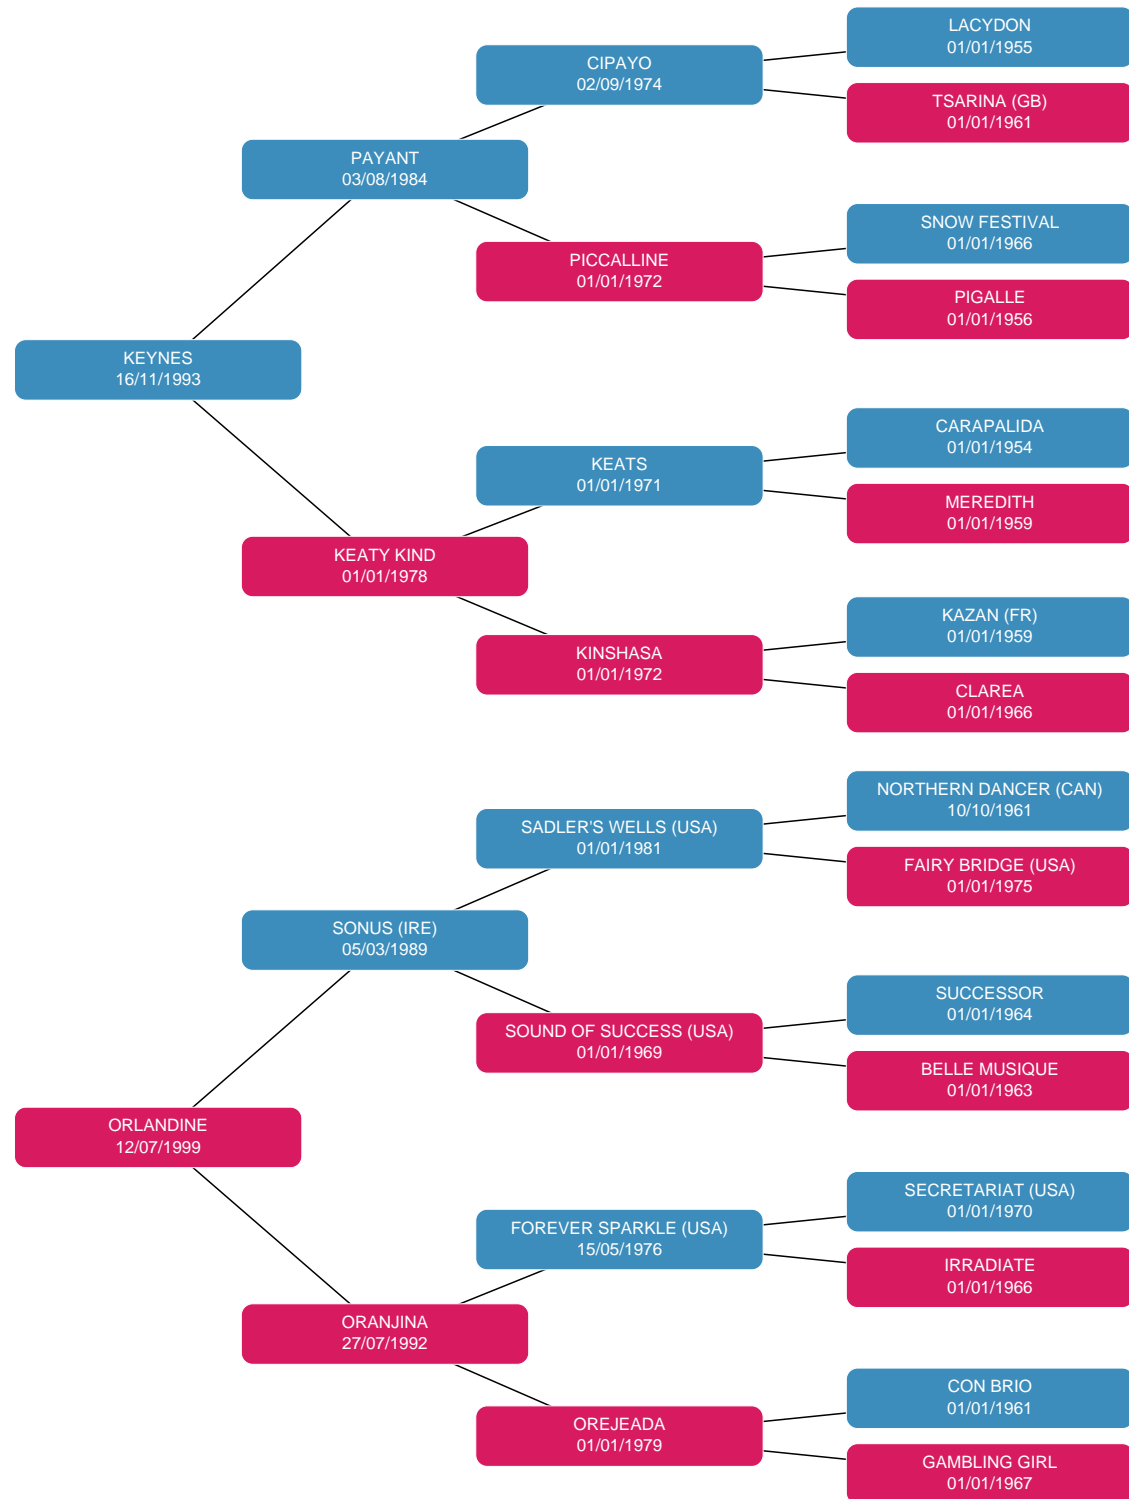 LACYDON
01/01/1955
CIPAYO
02/09/1974
TSARINA (GB)
01/01/1961
PAYANT
03/08/1984
SNOW FESTIVAL
01/01/1966
PICCALLINE
01/01/1972
PIGALLE
01/01/1956
KEYNES
16/11/1993
CARAPALIDA
01/01/1954
KEATS
01/01/1971
MEREDITH
01/01/1959
KEATY KIND
01/01/1978
KAZAN (FR)
01/01/1959
KINSHASA
01/01/1972
CLAREA
01/01/1966
NORTHERN DANCER (CAN)
10/10/1961
SADLER'S WELLS (USA)
01/01/1981
FAIRY BRIDGE (USA)
01/01/1975
SONUS (IRE)
05/03/1989
SUCCESSOR
01/01/1964
SOUND OF SUCCESS (USA)
01/01/1969
BELLE MUSIQUE
01/01/1963
ORLANDINE
12/07/1999
SECRETARIAT (USA)
01/01/1970
FOREVER SPARKLE (USA)
15/05/1976
IRRADIATE
01/01/1966
ORANJINA
27/07/1992
CON BRIO
01/01/1961
OREJEADA
01/01/1979
GAMBLING GIRL
01/01/1967